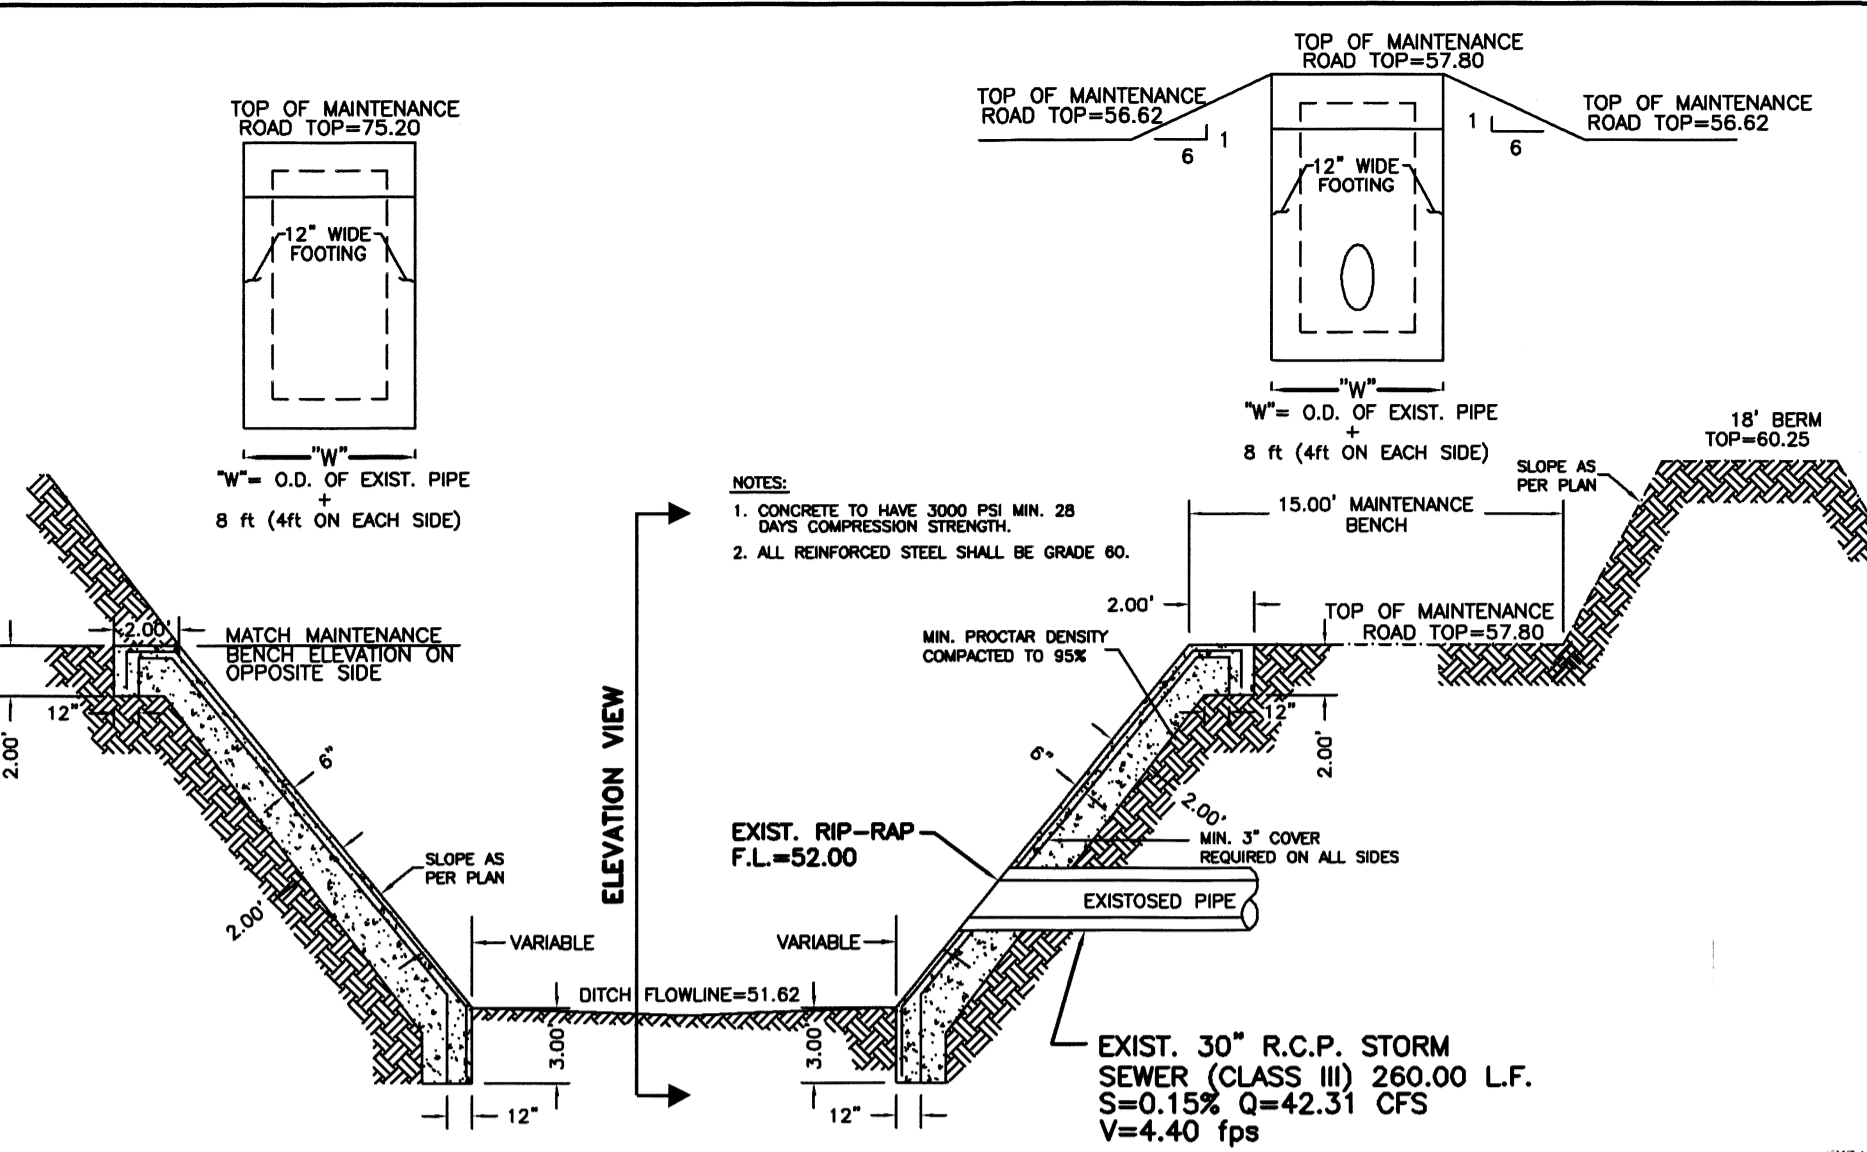 TOP OF MAINTENANCE
ROAD TOP=75.20
12" WIDE
FOOTING
"W"
"W"= O.D. OF EXIST. PIPE
+
8 ft (4ft ON EACH SIDE)
TOP OF MAINTENANCE
ROAD TOP=57.80
TOP OF MAINTENANCE
ROAD TOP=56.62
1
6
TOP OF MAINTENANCE
ROAD TOP=56.62
1
6
12" WIDE
FOOTING
"W"
"W"= O.D. OF EXIST. PIPE
+
8 ft (4ft ON EACH SIDE)
18' BERM
TOP=60.25
SLOPE AS
PER PLAN
15.00' MAINTENANCE
BENCH
NOTES:
1. CONCRETE TO HAVE 3000 PSI MIN. 28
DAYS COMPRESSION STRENGTH.
2. ALL REINFORCED STEEL SHALL BE GRADE 60.
2.00'
MATCH MAINTENANCE
BENCH ELEVATION ON
OPPOSITE SIDE
12"
2.00'
6"
SLOPE AS
PER PLAN
2.00'
VARIABLE
ELEVATION VIEW
2.00'
TOP OF MAINTENANCE
ROAD TOP=57.80
MIN. PROCTAR DENSITY
COMPACTED TO 95%
12"
2.00'
6"
2.00'
EXIST. RIP-RAP
F.L.=52.00
MIN. 3" COVER
REQUIRED ON ALL SIDES
EXISTOSED PIPE
VARIABLE
DITCH FLOWLINE=51.62
3.00'
3.00'
12"
12"
EXIST. 30" R.C.P. STORM
SEWER (CLASS III) 260.00 L.F.
S=0.15% Q=42.31 CFS
V=4.40 fps